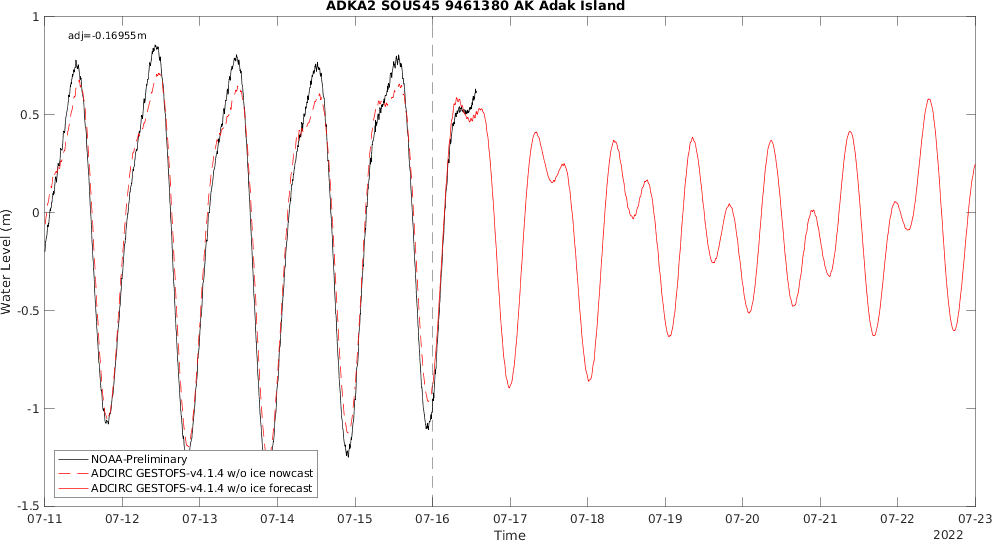 ADKA2 SOUS45 9461380 AK Adak Island
adj=-0.16955m
Water Level (m)
1
0.5
0
-0.5
-1
-1.5
NOAA-Preliminary
ADCIRC GESTOFS-v4.1.4 w/o ice nowcast
ADCIRC GESTOFS-v4.1.4 w/o ice forecast
07-11 07-12 07-13 07-14 07-15 07-16 07-17 07-18 07-19 07-20 07-21 07-22 07-23
Time
2022